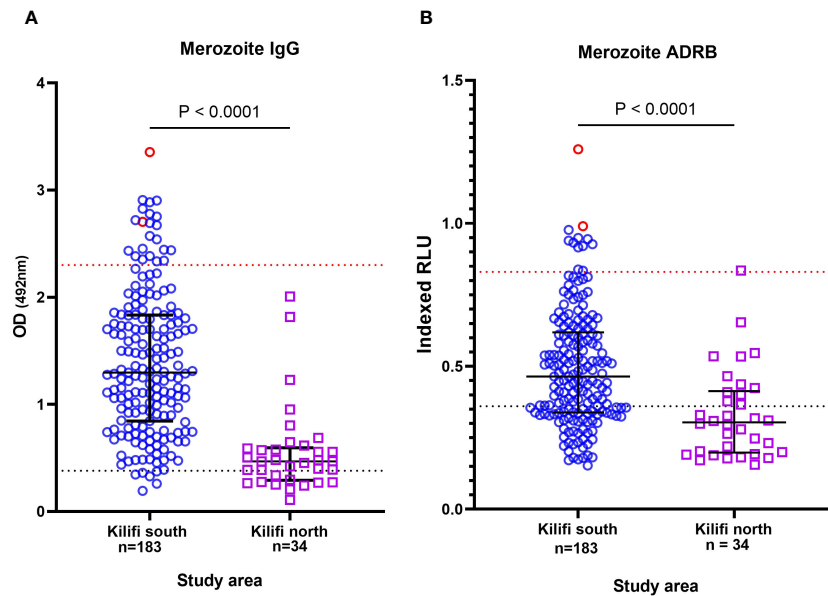 A
Merozoite IgG
4
3
2
1
0
OD (492nm)
P < 0.0001
Kilifi south
n=183
Kilifi north
n=34
Study area
B
Merozoite ADRB
1.5
1.0
0.5
0.0
Indexed RLU
P < 0.0001
Kilifi south
n=183
Kilifi north
n = 34
Study area